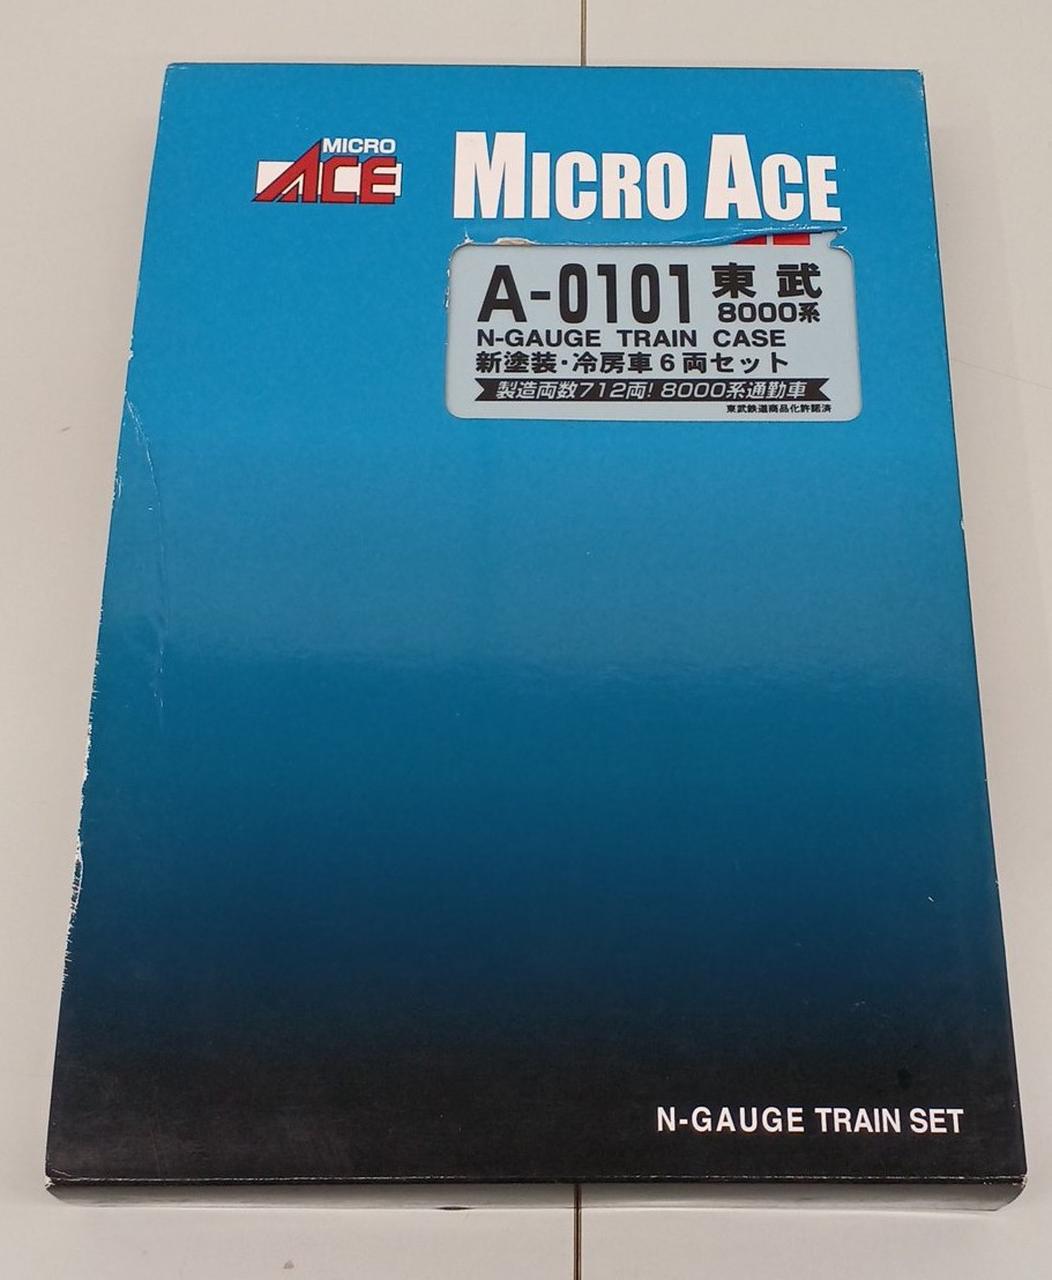 MICRO
ACE
MICRO ACE
A-0101 東武
8000系
N-GAUGE TRAIN CASE
新塗装・冷房車6両セット
製造両数712両! 8000系通勤車
東武鉄道商品化許諾済
N-GAUGE TRAIN SET